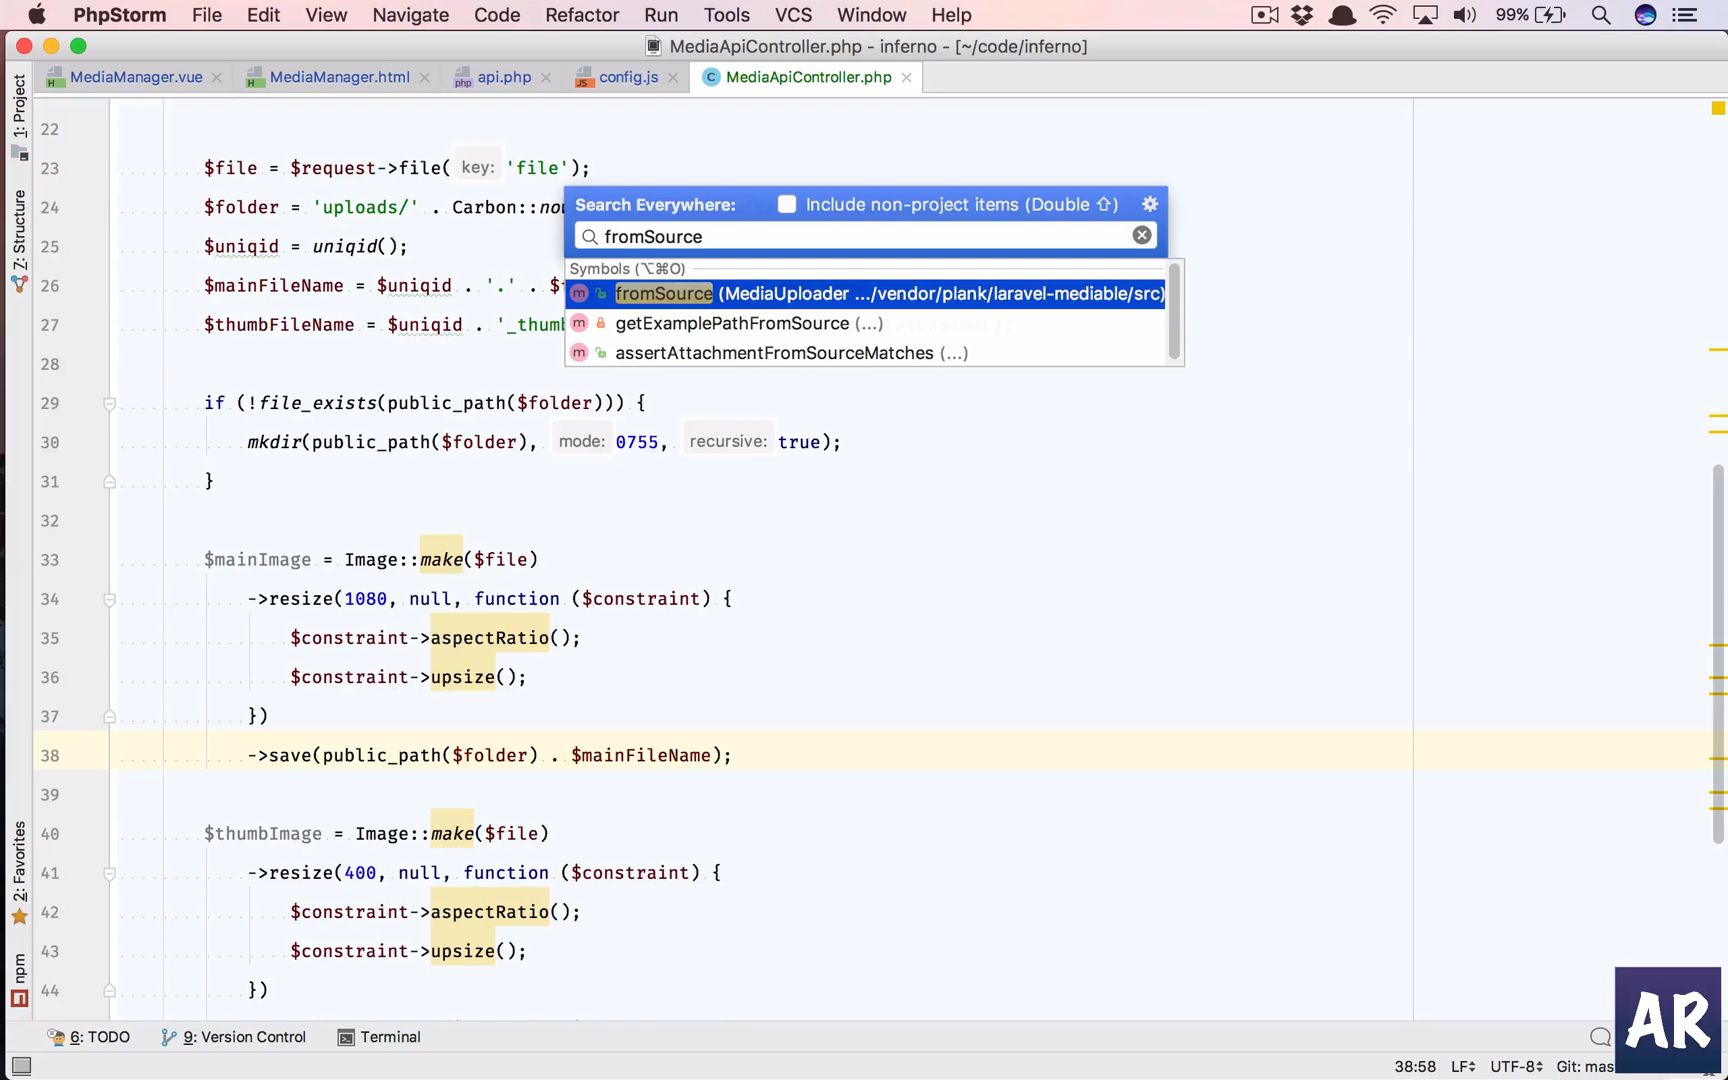 PhpStorm File Edit View Navigate Code Refactor Run Tools VCS Window Help 99%
MediaApiController.php - inferno - [~/code/inferno]
MediaManager.vue MediaManager.html api.php config.js MediaApiController.php
1: Project
7: Structure
2: Favorites
npm
22
23 $file = $request->file( key: 'file');
24 $folder = 'uploads/' . Carbon::now
25 $uniqid = uniqid();
26 $mainFileName = $uniqid . '.' . $
27 $thumbFileName = $uniqid . '_thumb
28
29 if (!file_exists(public_path($folder))) {
30 mkdir(public_path($folder), mode: 0755, recursive: true);
31 }
32
33 $mainImage = Image::make($file)
34 ->resize(1080, null, function ($constraint) {
35 $constraint->aspectRatio();
36 $constraint->upsize();
37 })
38 ->save(public_path($folder) . $mainFileName);
39
40 $thumbImage = Image::make($file)
41 ->resize(400, null, function ($constraint) {
42 $constraint->aspectRatio();
43 $constraint->upsize();
44 })
Search Everywhere: Include non-project items (Double ⇧)
fromSource
Symbols (⌥⌘O)
m fromSource (MediaUploader .../vendor/plank/laravel-mediable/src)
m getExamplePathFromSource (...)
m assertAttachmentFromSourceMatches (...)
6: TODO 9: Version Control Terminal
38:58 LF UTF-8 Git: mas
AR